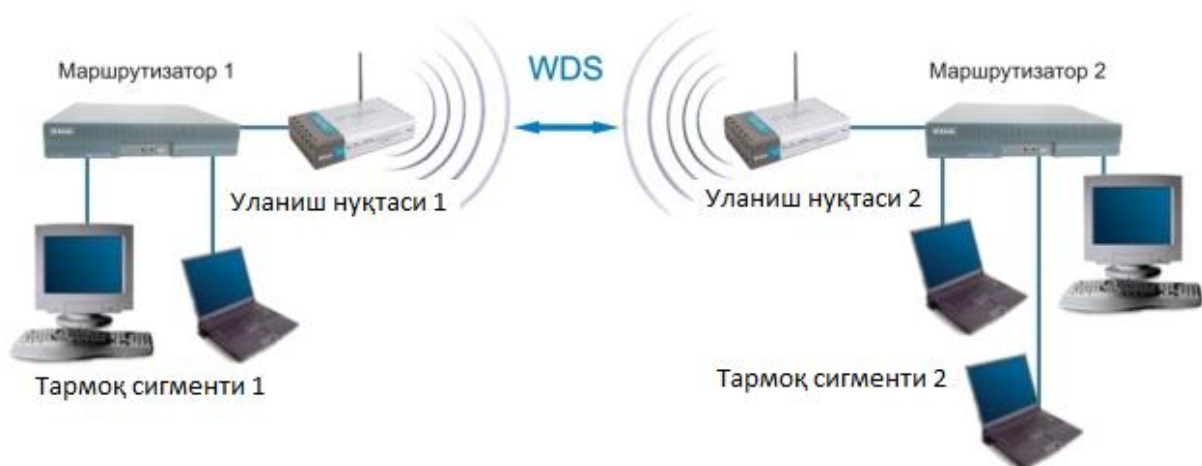 Маршрутизатор 1
WDS
Маршрутизатор 2
Уланиш нуқтаси 1
Уланиш нуқтаси 2
Тармоқ сигменти 1
Тармоқ сигменти 2